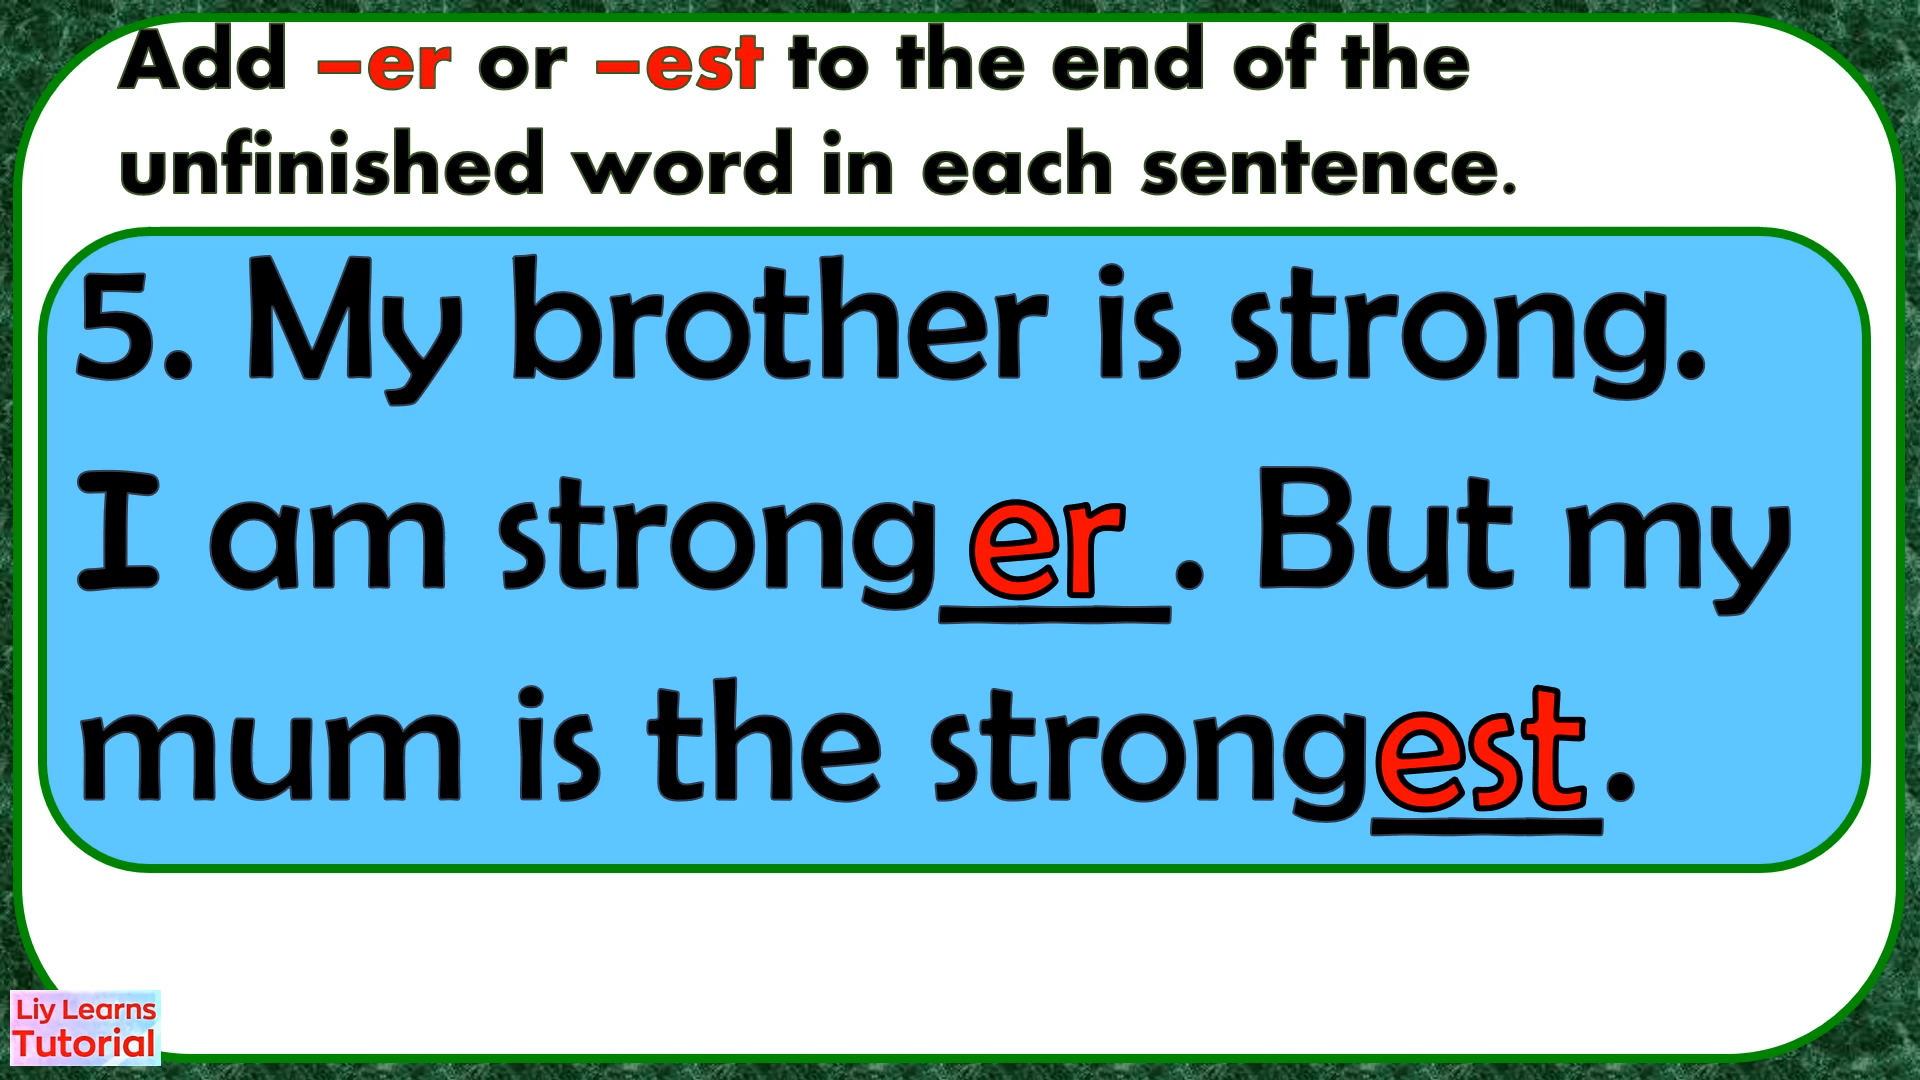 Add –er or –est to the end of the
unfinished word in each sentence.
5. My brother is strong.
I am stronger. But my
mum is the strongest.
Liy Learns
Tutorial